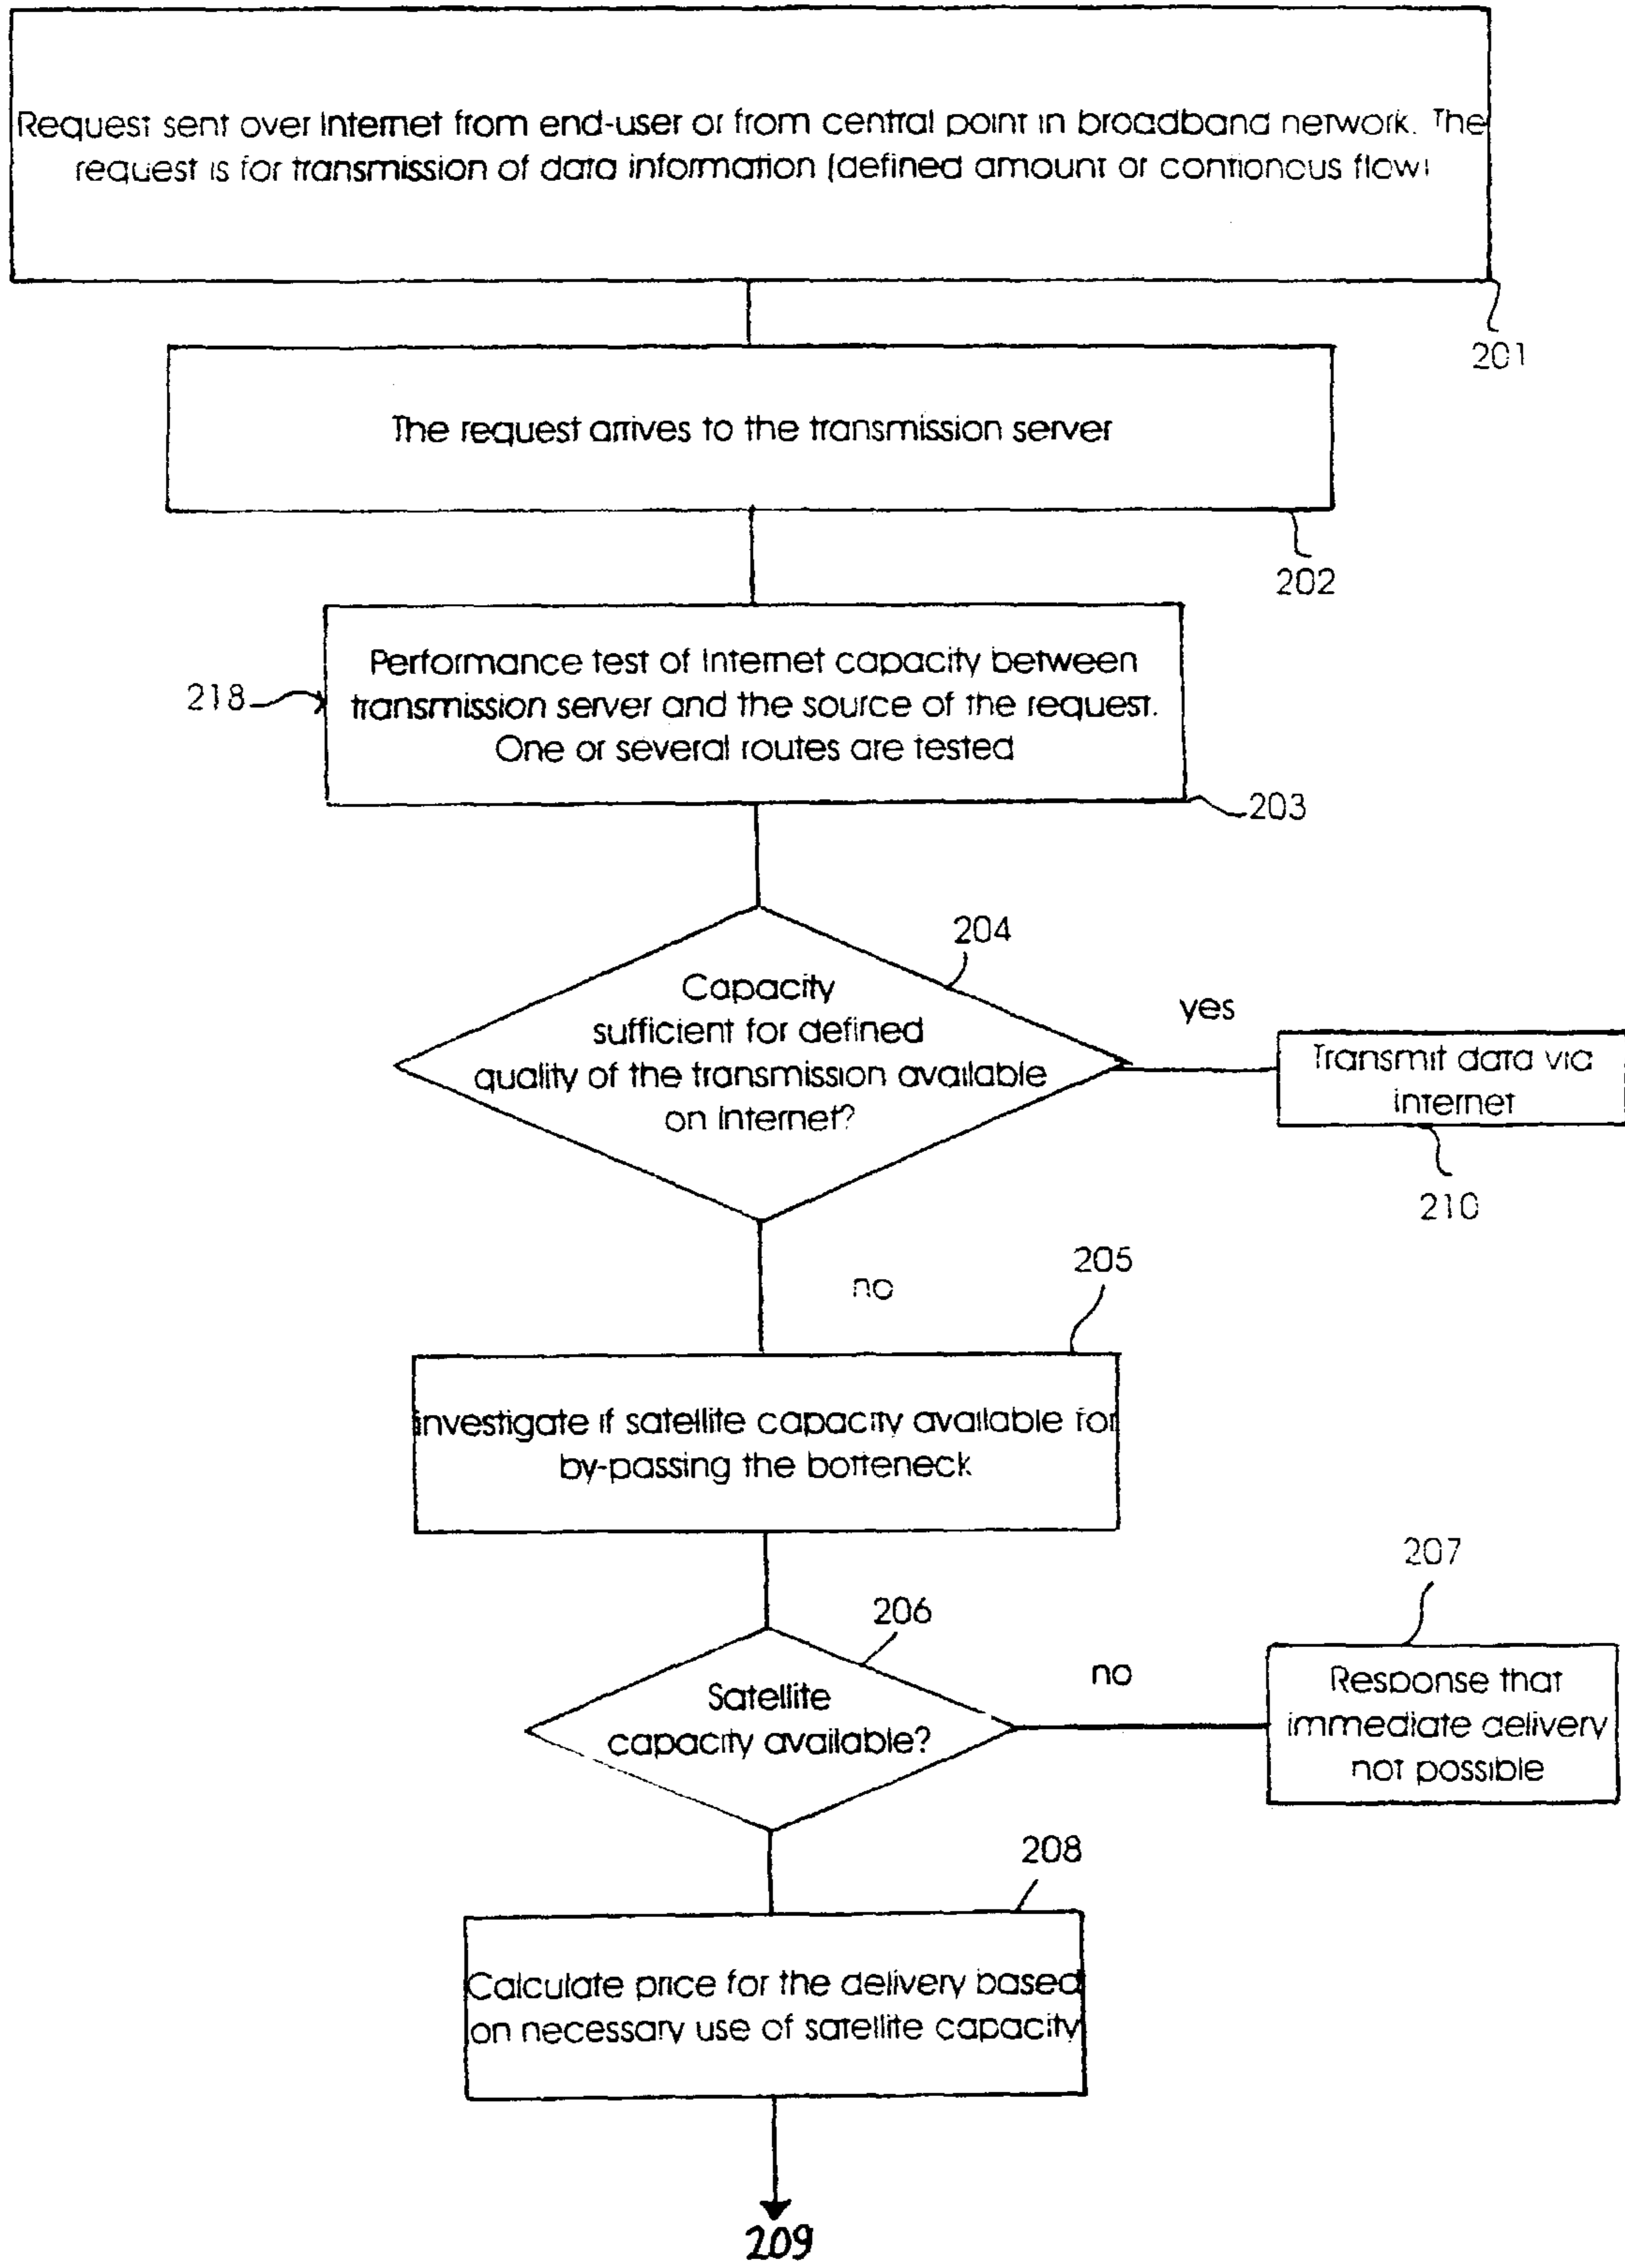 Request sent over Internet from end-user or from central point in broadband network. The
request is for transmission of data information (defined amount or contionous flow)
201
The request arrives to the transmission server
202
Performance test of Internet capacity between
218
transmission server and the source of the request.
One or several routes are tested
203
204
Capacity
sufficient for defined
quality of the transmission available
on Internet?
yes
Transmit data via
internet
210
no
205
Investigate if satellite capacity available for
by-passing the botteneck
207
206
Satellite
capacity available?
no
Response that
immediate delivery
not possible
208
Calculate price for the delivery based
on necessary use of satellite capacity
209